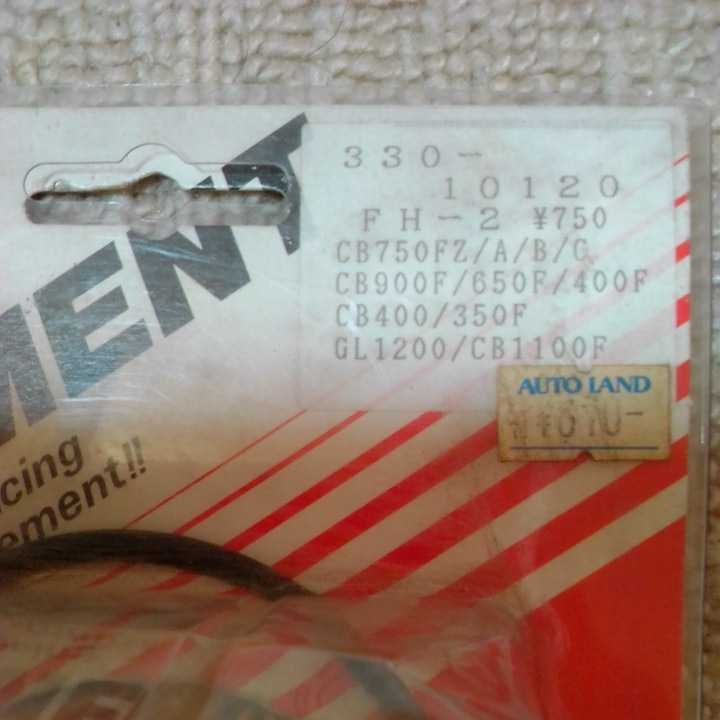 330-
10120
FH-2 ¥750
CB750FZ/A/B/C
CB900F/650F/400F
CB400/350F
GL1200/CB1100F
AUTO LAND
MENT
cing
ement!!